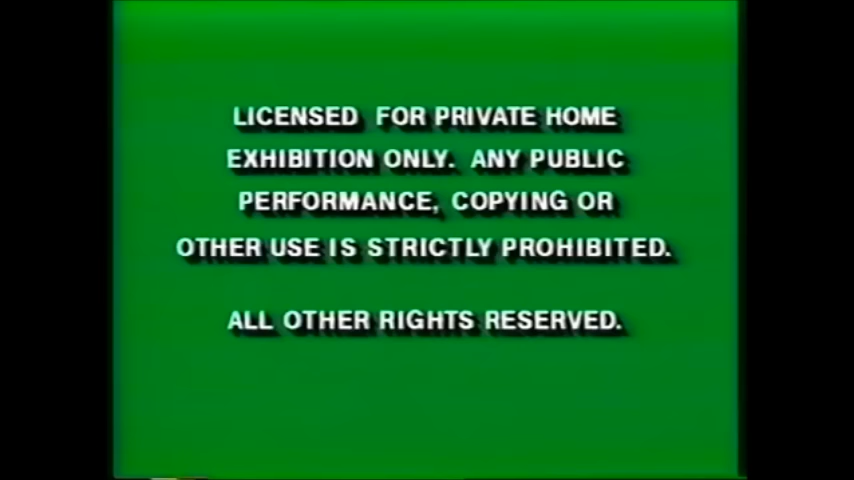 LICENSED FOR PRIVATE HOME
EXHIBITION ONLY. ANY PUBLIC
PERFORMANCE, COPYING OR
OTHER USE IS STRICTLY PROHIBITED.
ALL OTHER RIGHTS RESERVED.